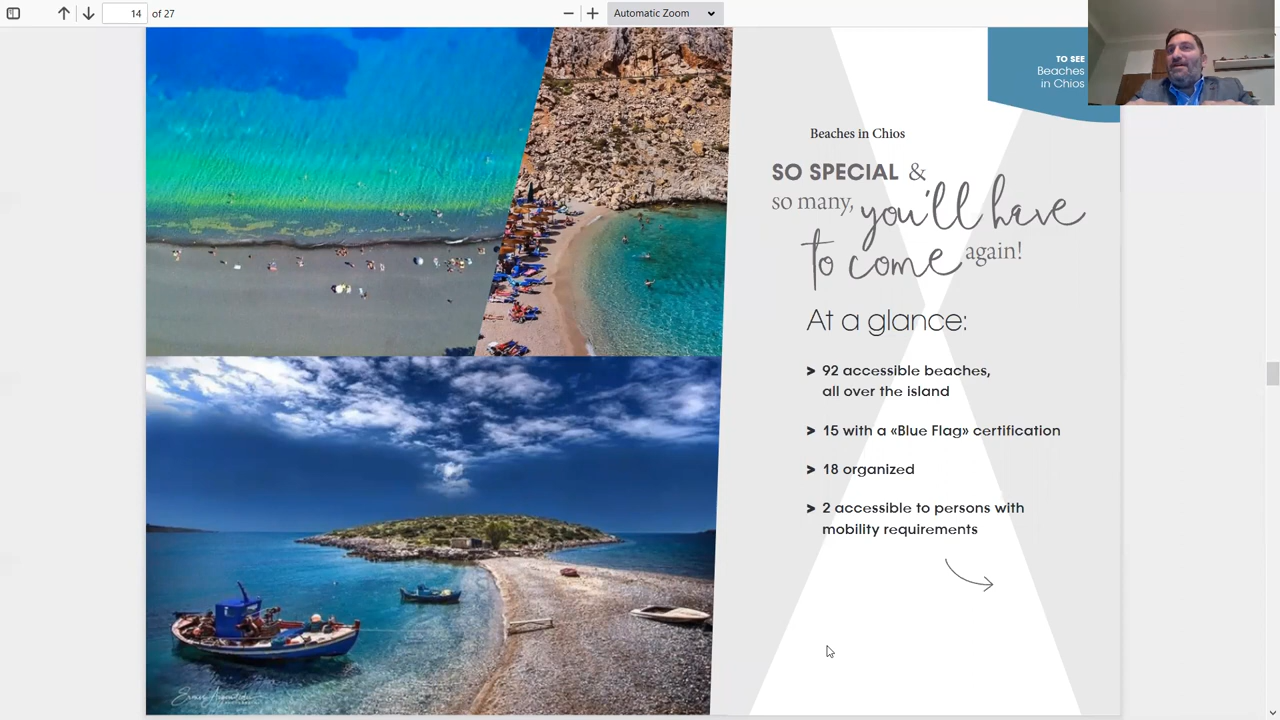 14 of 27 Automatic Zoom
TO SEE
Beaches
in Chios
Beaches in Chios
SO SPECIAL &
so many, you'll have
to come again!
At a glance:
> 92 accessible beaches,
all over the island
> 15 with a «Blue Flag» certification
> 18 organized
> 2 accessible to persons with
mobility requirements